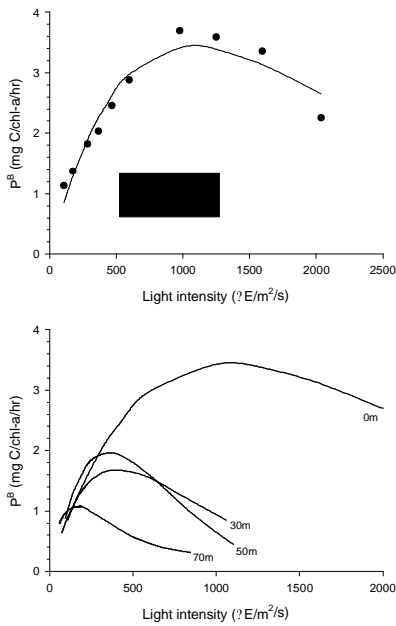 4
3
2
1
0
P^B (mg C/chl-a/hr)
0 500 1000 1500 2000 2500
Light intensity (?E/m²/s)
4
3
2
1
0
P^B (mg C/chl-a/hr)
0m
30m
50m
70m
0 500 1000 1500 2000
Light intensity (?E/m²/s)